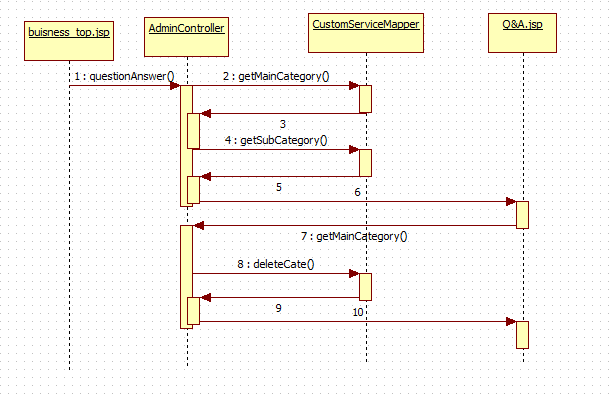 buisness_top.jsp
AdminController
CustomServiceMapper
Q&A.jsp
1 : questionAnswer()
2 : getMainCategory()
3
4 : getSubCategory()
5
6
7 : getMainCategory()
8 : deleteCate()
9
10